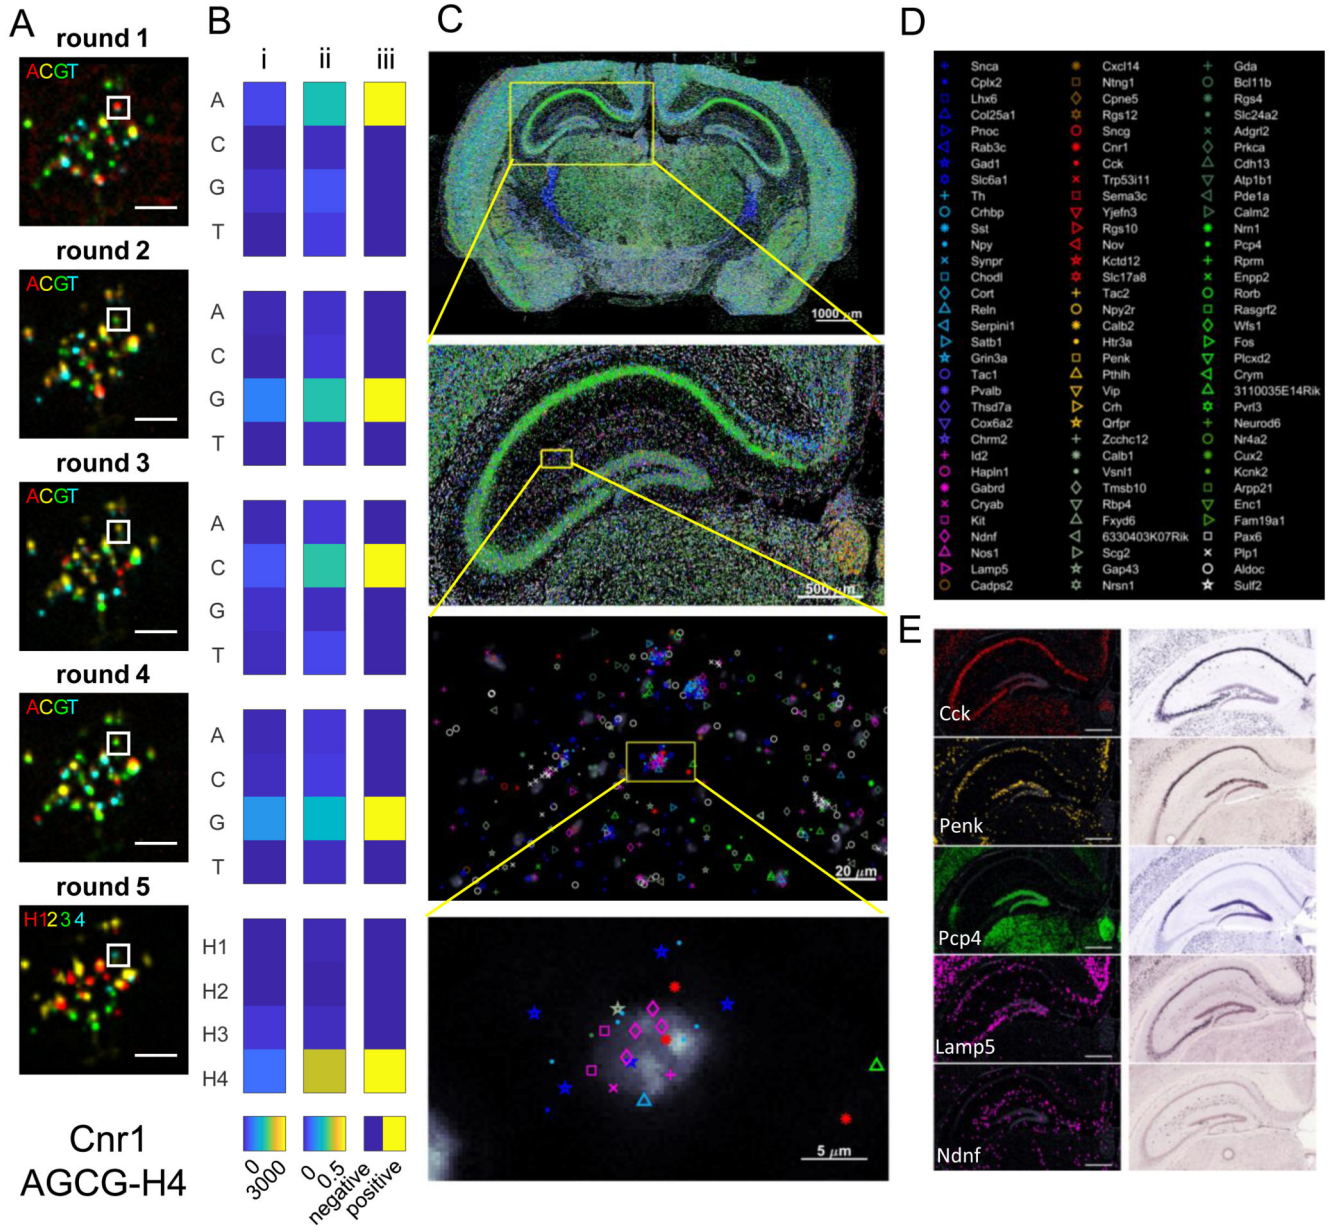 A
round 1
ACGT
round 2
ACGT
round 3
ACGT
round 4
ACGT
round 5
H1234
Cnr1
AGCG-H4
B
i ii iii
A
C
G
T
A
C
G
T
A
C
G
T
A
C
G
T
H1
H2
H3
H4
0 3000
0 0.5
negative positive
C
1000 µm
500 µm
20 µm
5 µm
D
Snca Cxcl14 Gda
Cplx2 Ntng1 Bcl11b
Lhx6 Cpne5 Rgs4
Col25a1 Rgs12 Slc24a2
Pnoc Sncg Adgrl2
Rab3c Cnr1 Prkca
Gad1 Cck Cdh13
Slc6a1 Trp53i11 Atp1b1
Th Sema3c Pde1a
Crhbp Yjefn3 Calm2
Sst Rgs10 Nrn1
Npy Nov Pcp4
Synpr Kctd12 Rprm
Chodl Slc17a8 Enpp2
Cort Tac2 Rorb
Reln Npy2r Rasgrf2
Serpini1 Calb2 Wfs1
Satb1 Htr3a Fos
Grin3a Penk Plcxd2
Tac1 Pthlh Crym
Pvalb Vip 3110035E14Rik
Thsd7a Crh Pvrl3
Cox6a2 Qrfpr Neurod6
Chrm2 Zcchc12 Nr4a2
Id2 Calb1 Cux2
Hapln1 Vsnl1 Kcnk2
Gabrd Tmsb10 Arpp21
Cryab Rbp4 Enc1
Kit Fxyd6 Fam19a1
Ndnf 6330403K07Rik Pax6
Nos1 Scg2 Plp1
Lamp5 Gap43 Aldoc
Cadps2 Nrsn1 Sulf2
E
Cck
Penk
Pcp4
Lamp5
Ndnf